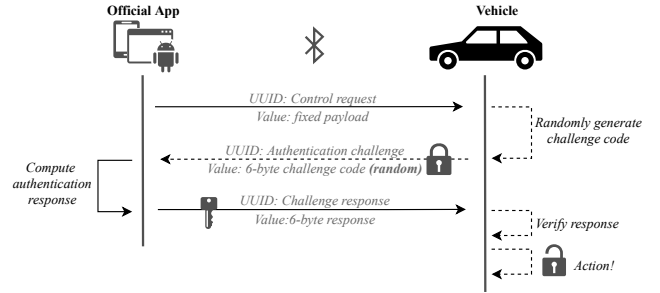 Official App
Vehicle
UUID: Control request
Value: fixed payload
Randomly generate
challenge code
UUID: Authentication challenge
Value: 6-byte challenge code (random)
Compute
authentication
response
UUID: Challenge response
Value:6-byte response
Verify response
Action!